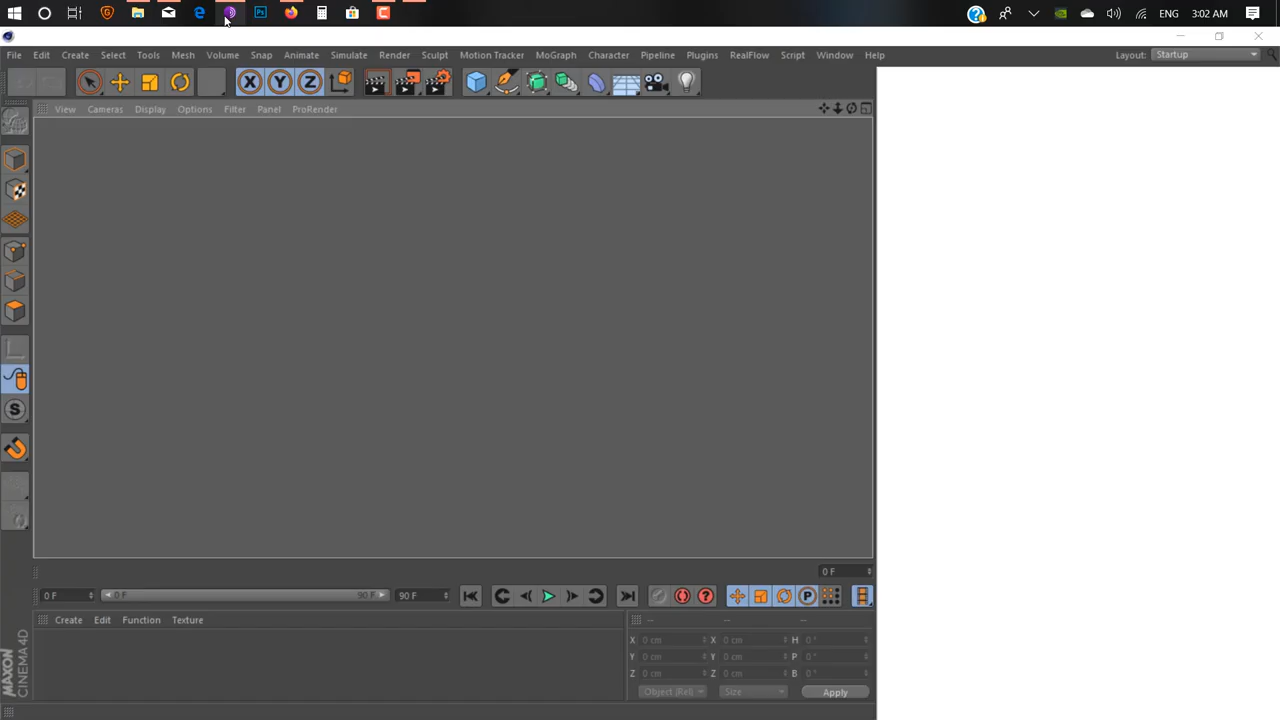 G e Ps ENG 3:02 AM
File Edit Create Select Tools Mesh Volume Snap Animate Simulate Render Sculpt Motion Tracker MoGraph Character Pipeline Plugins RealFlow Script Window Help Layout: Startup
X Y Z
View Cameras Display Options Filter Panel ProRender
S
0 F
0 F 0 F 90 F 90 F ? P
Create Edit Function Texture -- -- --
X 0 cm X 0 cm H 0 °
Y 0 cm Y 0 cm P 0 °
Z 0 cm Z 0 cm B 0 °
Object (Rel) Size Apply
MAXON
CINEMA 4D